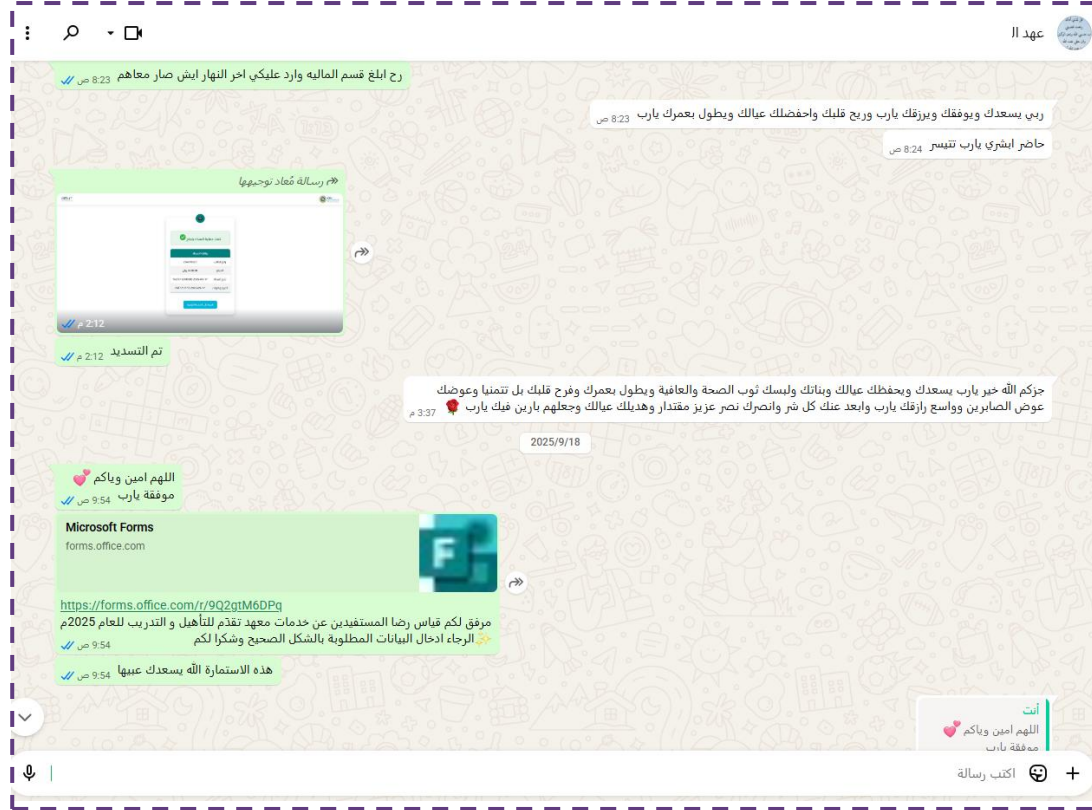 عهد ال
رح ابلغ قسم الماليه وارد عليكي اخر النهار ايش صار معاهم 8:23 ص
ربي يسعدك ويوفقك ويرزقك يارب وريح قلبك واحفضلك عيالك ويطول بعمرك يارب 8:23 ص
حاضر ابشري يارب تتيسر 8:24 ص
رسالة مُعاد توجيهها
2:12 م
تم التسديد 2:12 م
جزكم الله خير يارب يسعدك ويحفظك عيالك وبناتك ولبسك ثوب الصحة والعافية ويطول بعمرك وفرح قلبك بل تتمنيا وعوضك
عوض الصابرين وواسع رازقك يارب وابعد عنك كل شر وانصرك نصر عزيز مقتدار وهديلك عيالك وجعلهم بارين فيك يارب 🌹 3:37 م
2025/9/18
اللهم امين وياكم 💕
موفقة يارب 9:54 ص
Microsoft Forms
forms.office.com
https://forms.office.com/r/9Q2gtM6DPq
مرفق لكم قياس رضا المستفيدين عن خدمات معهد تقدّم للتأهيل و التدريب للعام 2025م
✨الرجاء ادخال البيانات المطلوبة بالشكل الصحيح وشكرا لكم 9:54 ص
هذه الاستمارة الله يسعدك عبيها 9:54 ص
أنت
اللهم امين وياكم 💕
موفقة يارب
اكتب رسالة